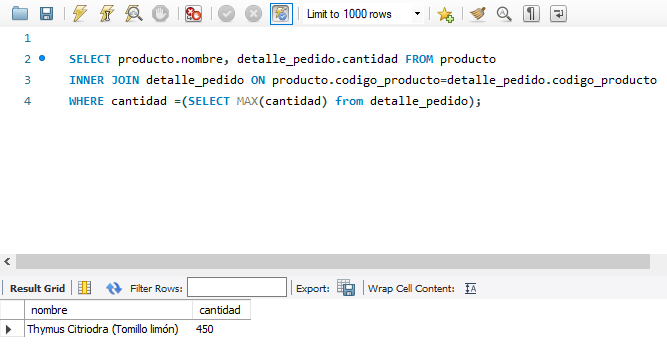 Limit to 1000 rows
1
2 SELECT producto.nombre, detalle_pedido.cantidad FROM producto
3 INNER JOIN detalle_pedido ON producto.codigo_producto=detalle_pedido.codigo_producto
4 WHERE cantidad =(SELECT MAX(cantidad) from detalle_pedido);
Result Grid Filter Rows: Export: Wrap Cell Content: IA
nombre cantidad
Thymus Citriodra (Tomillo limón) 450